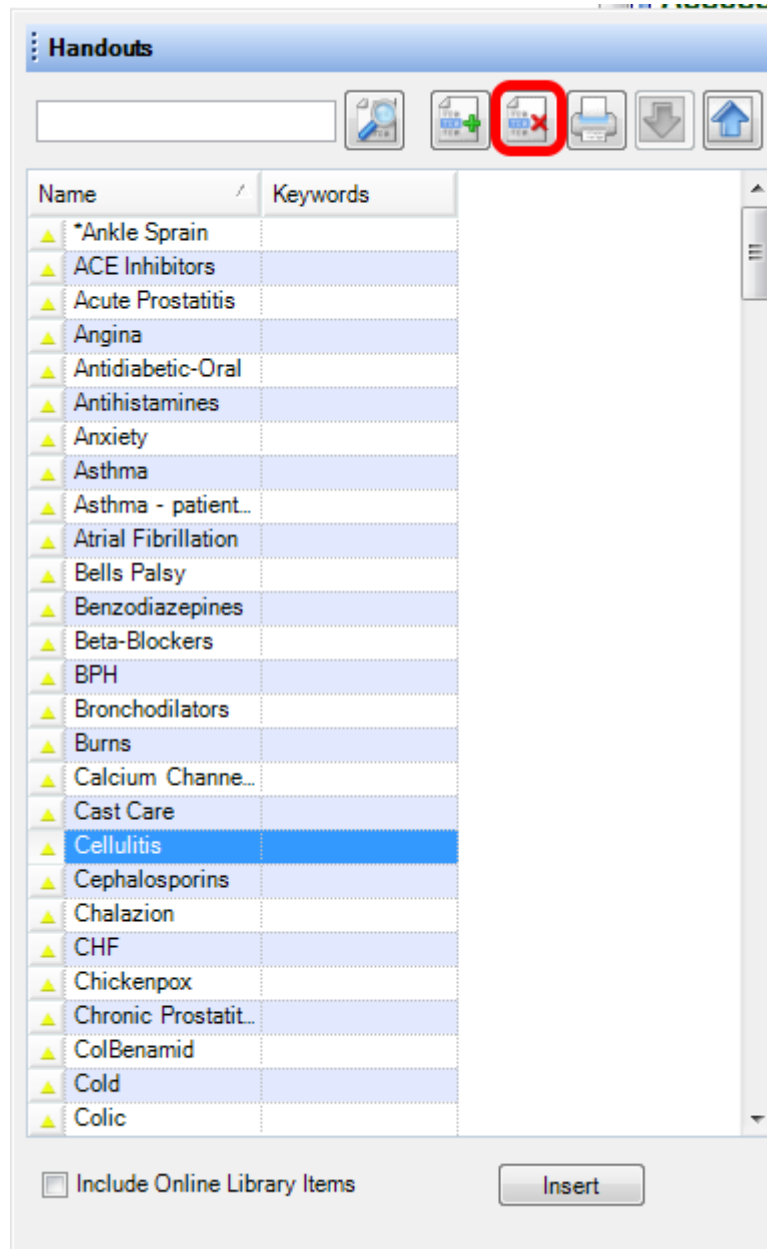 Handouts
Name Keywords
*Ankle Sprain
ACE Inhibitors
Acute Prostatitis
Angina
Antidiabetic-Oral
Antihistamines
Anxiety
Asthma
Asthma - patient...
Atrial Fibrillation
Bells Palsy
Benzodiazepines
Beta-Blockers
BPH
Bronchodilators
Burns
Calcium Channe...
Cast Care
Cellulitis
Cephalosporins
Chalazion
CHF
Chickenpox
Chronic Prostatit...
ColBenamid
Cold
Colic
Include Online Library Items Insert